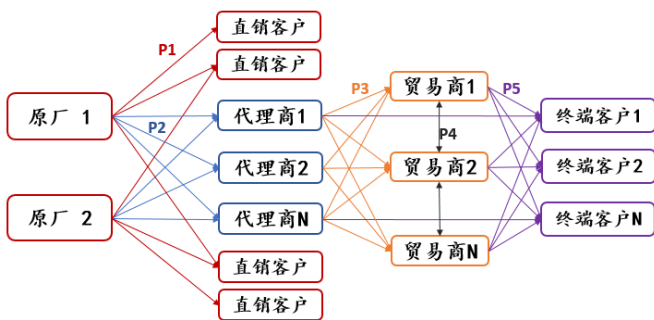 直销客户
P1
直销客户
原厂 1
P2
代理商1
代理商2
原厂 2
代理商N
直销客户
直销客户
P3
贸易商1
P4
贸易商2
贸易商N
P5
终端客户1
终端客户2
终端客户N